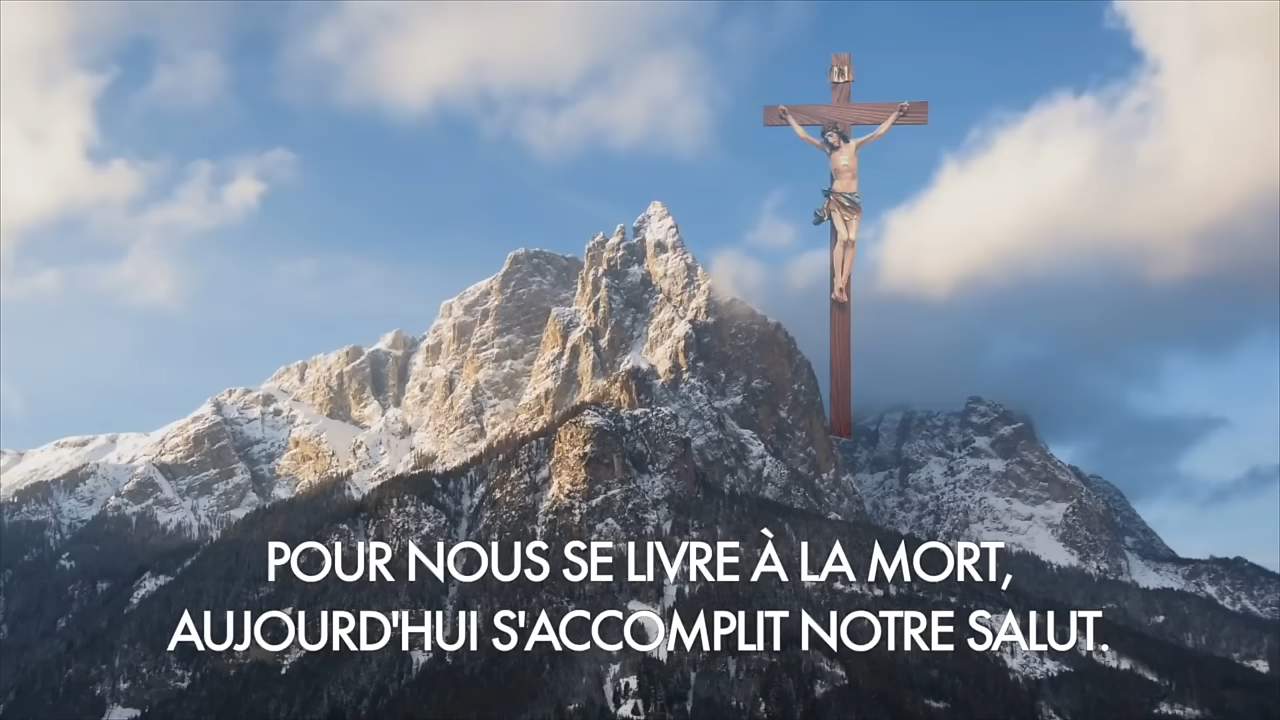 POUR NOUS SE LIVRE À LA MORT,
AUJOURD'HUI S'ACCOMPLIT NOTRE SALUT.